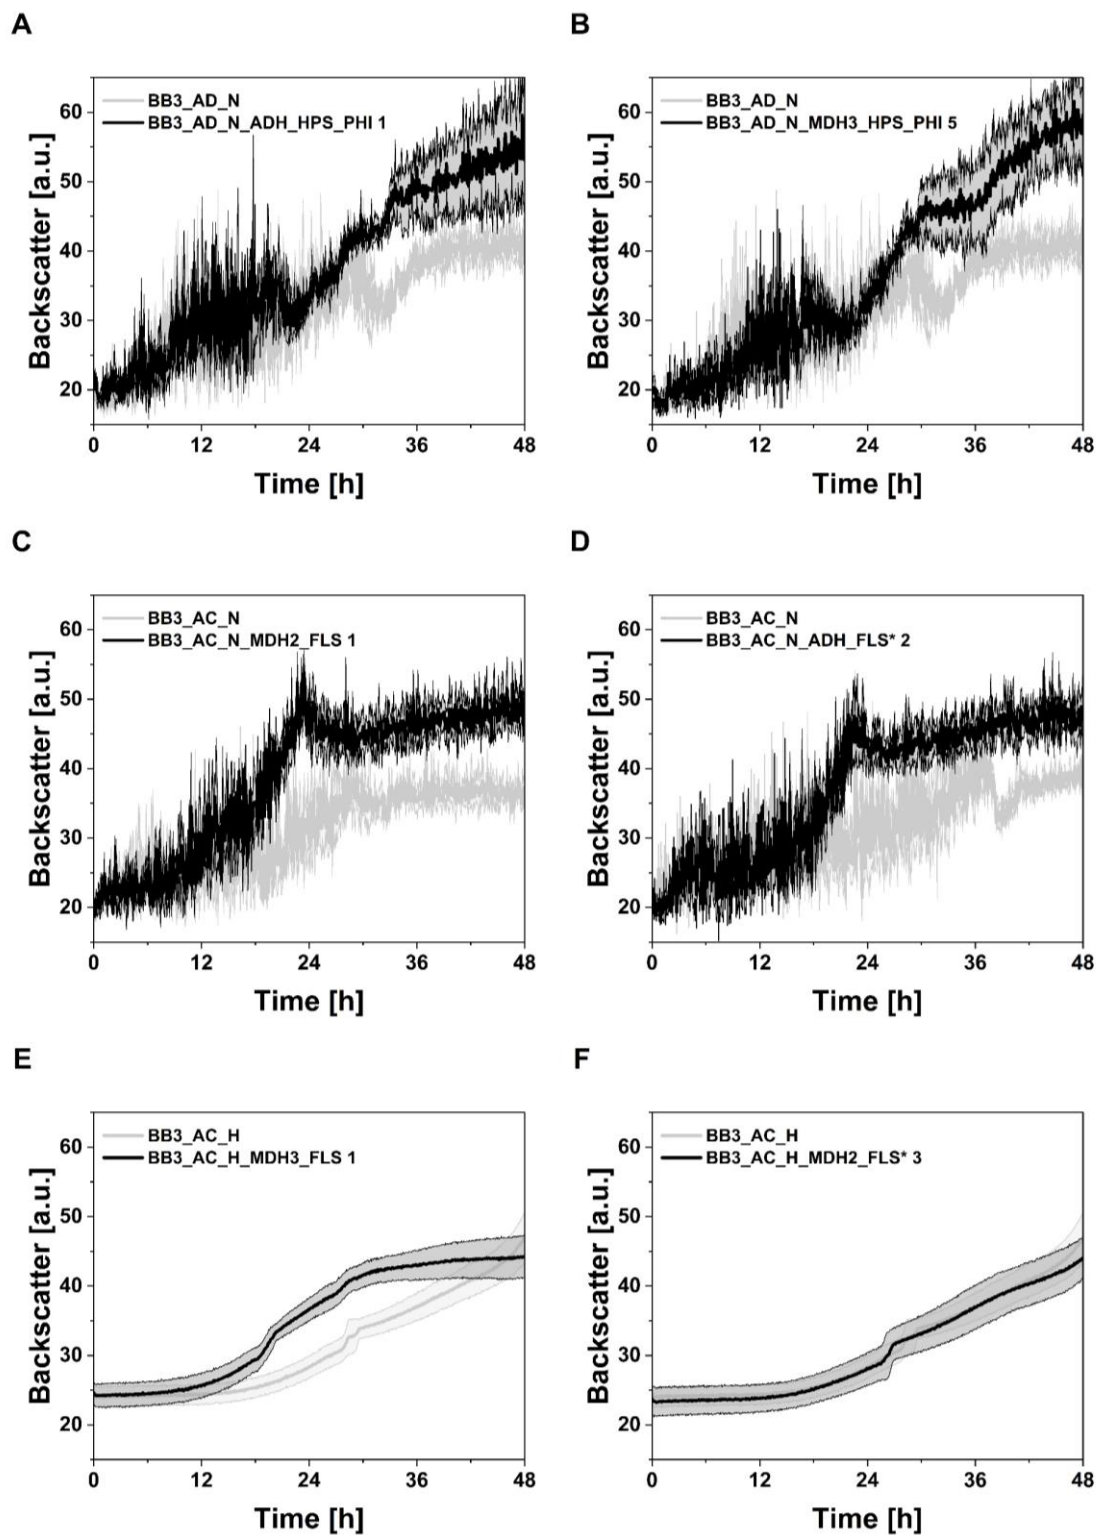 A
BB3_AD_N
BB3_AD_N_ADH_HPS_PHI 1
Backscatter [a.u.]
60
50
40
30
20
0 12 24 36 48
Time [h]
B
BB3_AD_N
BB3_AD_N_MDH3_HPS_PHI 5
Backscatter [a.u.]
60
50
40
30
20
0 12 24 36 48
Time [h]
C
BB3_AC_N
BB3_AC_N_MDH2_FLS 1
Backscatter [a.u.]
60
50
40
30
20
0 12 24 36 48
Time [h]
D
BB3_AC_N
BB3_AC_N_ADH_FLS* 2
Backscatter [a.u.]
60
50
40
30
20
0 12 24 36 48
Time [h]
E
BB3_AC_H
BB3_AC_H_MDH3_FLS 1
Backscatter [a.u.]
60
50
40
30
20
0 12 24 36 48
Time [h]
F
BB3_AC_H
BB3_AC_H_MDH2_FLS* 3
Backscatter [a.u.]
60
50
40
30
20
0 12 24 36 48
Time [h]